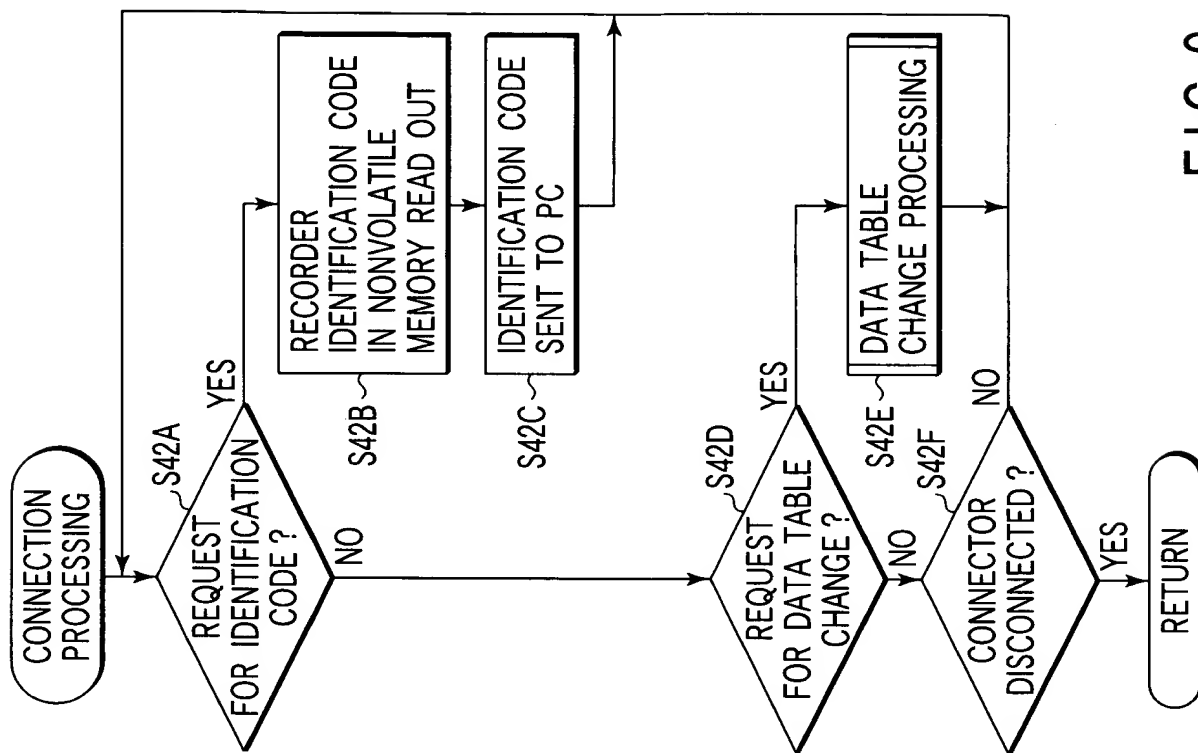 CONNECTION
PROCESSING
S42A
REQUEST
FOR IDENTIFICATION
CODE?
YES
NO
RECORDER
IDENTIFICATION CODE
IN NONVOLATILE
MEMORY READ OUT
S42B
IDENTIFICATION CODE
SENT TO PC
S42C
S42D
REQUEST
FOR DATA TABLE
CHANGE?
YES
NO
DATA TABLE
CHANGE PROCESSING
S42E
S42F
CONNECTOR
DISCONNECTED?
NO
YES
RETURN